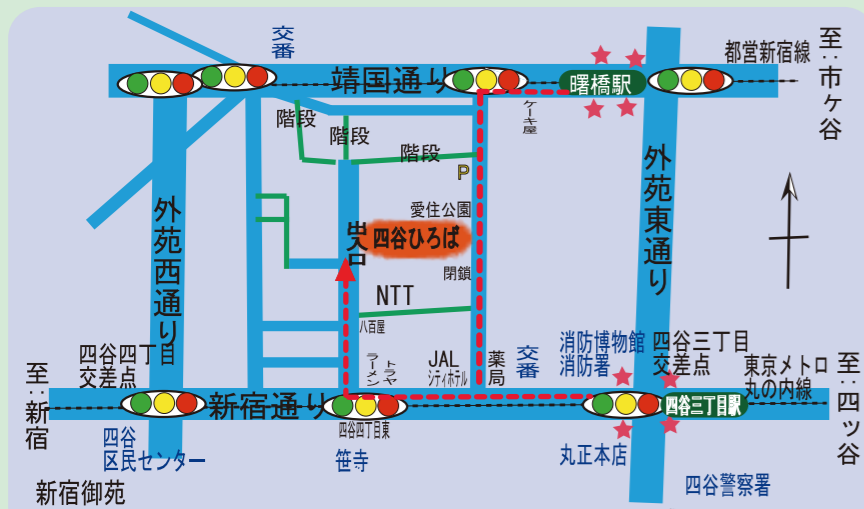 交番
都営新宿線
至:市ヶ谷
靖国通り
曙橋駅
ケーキ屋
階段
階段
階段
P
外苑東通り
外苑西通り
愛住公園
出入口
四谷ひろば
閉鎖
NTT
八百屋
ラーメン
トラヤ
JAL
シティホテル
薬局
交番
消防博物館
消防署
四谷三丁目
交差点
東京メトロ
丸の内線
四谷四丁目
交差点
至:新宿
新宿通り
四谷三丁目駅
至:四ッ谷
四谷四丁目東
四谷
区民センター
笹寺
丸正本店
四谷警察署
新宿御苑